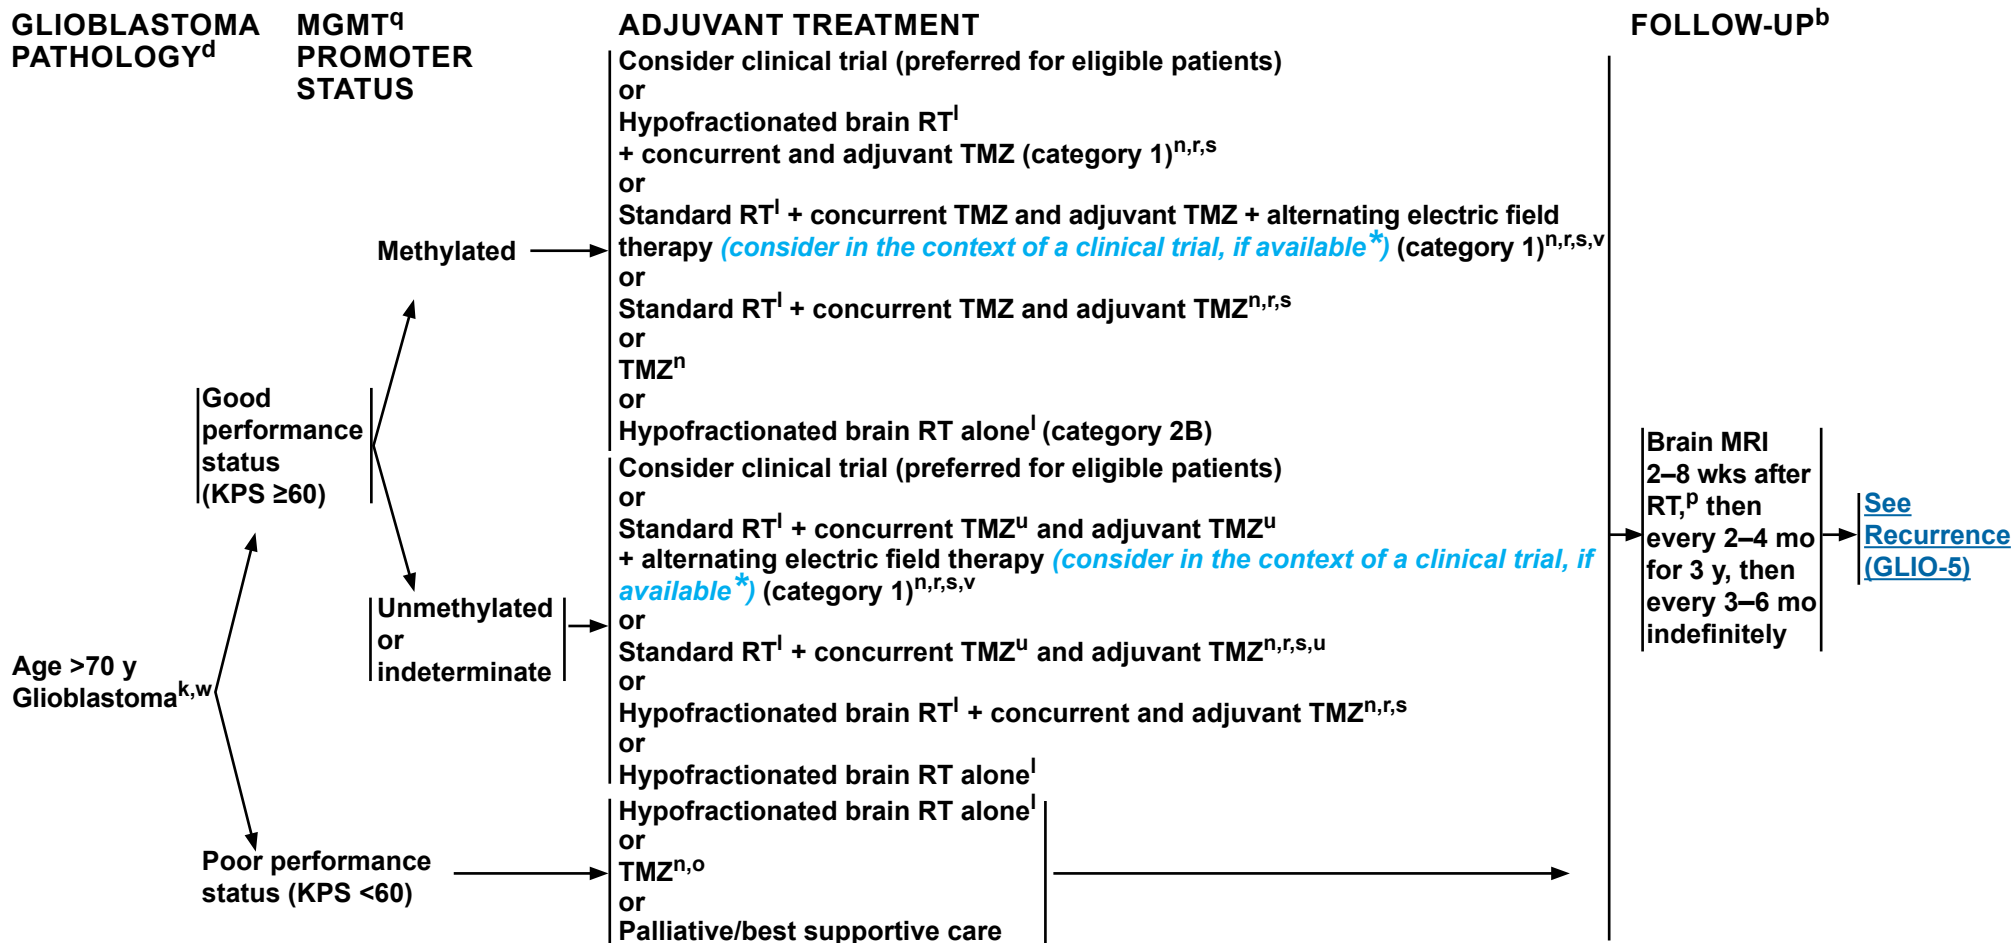 GLIOBLASTOMA
PATHOLOGYd
MGMTq
PROMOTER
STATUS
ADJUVANT TREATMENT
FOLLOW-UPb
Age >70 y
Glioblastomak,w
Good
performance
status
(KPS ≥60)
Methylated
Consider clinical trial (preferred for eligible patients)
or
Hypofractionated brain RTl
+ concurrent and adjuvant TMZ (category 1)n,r,s
or
Standard RTl + concurrent TMZ and adjuvant TMZ + alternating electric field
therapy (consider in the context of a clinical trial, if available*) (category 1)n,r,s,v
or
Standard RTl + concurrent TMZ and adjuvant TMZn,r,s
or
TMZn
or
Hypofractionated brain RT alonel (category 2B)
Unmethylated
or
indeterminate
Consider clinical trial (preferred for eligible patients)
or
Standard RTl + concurrent TMZu and adjuvant TMZu
+ alternating electric field therapy (consider in the context of a clinical trial, if
available*) (category 1)n,r,s,v
or
Standard RTl + concurrent TMZu and adjuvant TMZn,r,s,u
or
Hypofractionated brain RTl + concurrent and adjuvant TMZn,r,s
or
Hypofractionated brain RT alonel
Poor performance
status (KPS <60)
Hypofractionated brain RT alonel
or
TMZn,o
or
Palliative/best supportive care
Brain MRI
2–8 wks after
RT,p then
every 2–4 mo
for 3 y, then
every 3–6 mo
indefinitely
See
Recurrence
(GLIO-5)